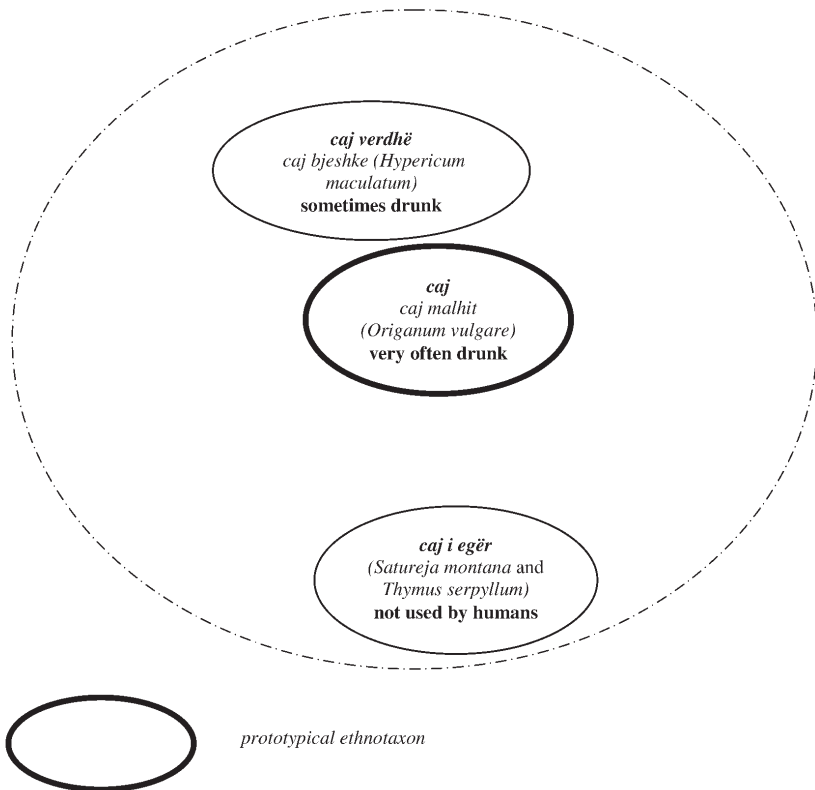 caj verdhë
caj bjeshke (Hypericum
maculatum)
sometimes drunk
caj
caj malhit
(Origanum vulgare)
very often drunk
caj i egër
(Satureja montana and
Thymus serpyllum)
not used by humans
prototypical ethnotaxon